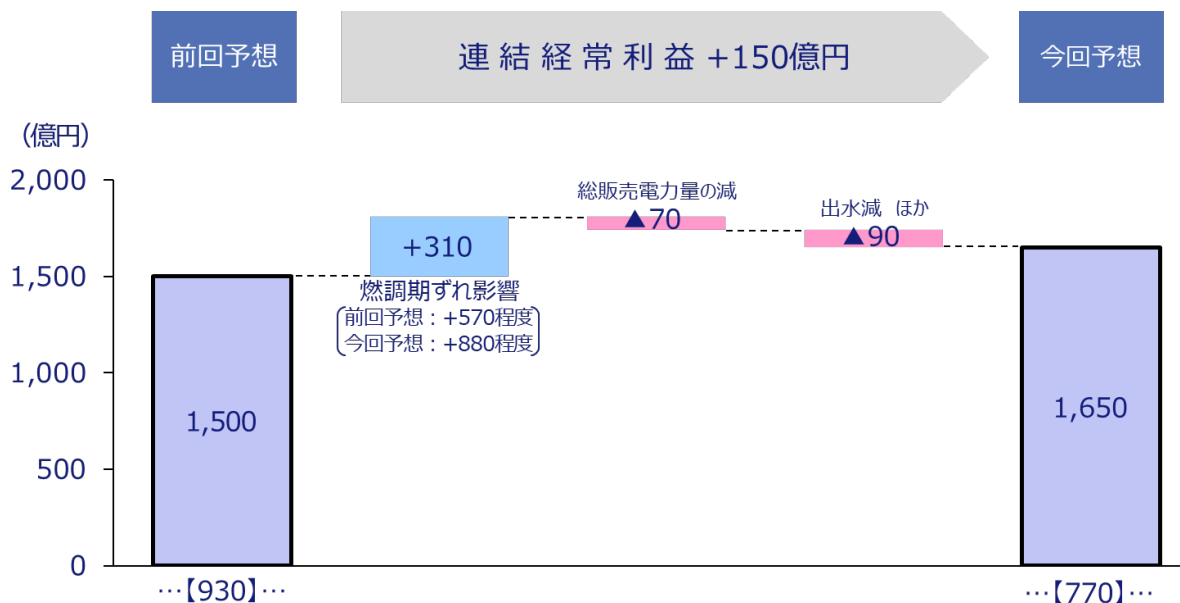 前回予想
連結経常利益 +150億円
今回予想
(億円)
2,000
1,500
1,000
500
0
総販売電力量の減
▲70
出水減 ほか
▲90
+310
燃調期ずれ影響
前回予想：+570程度
今回予想：+880程度
1,500
1,650
…【930】…
…【770】…